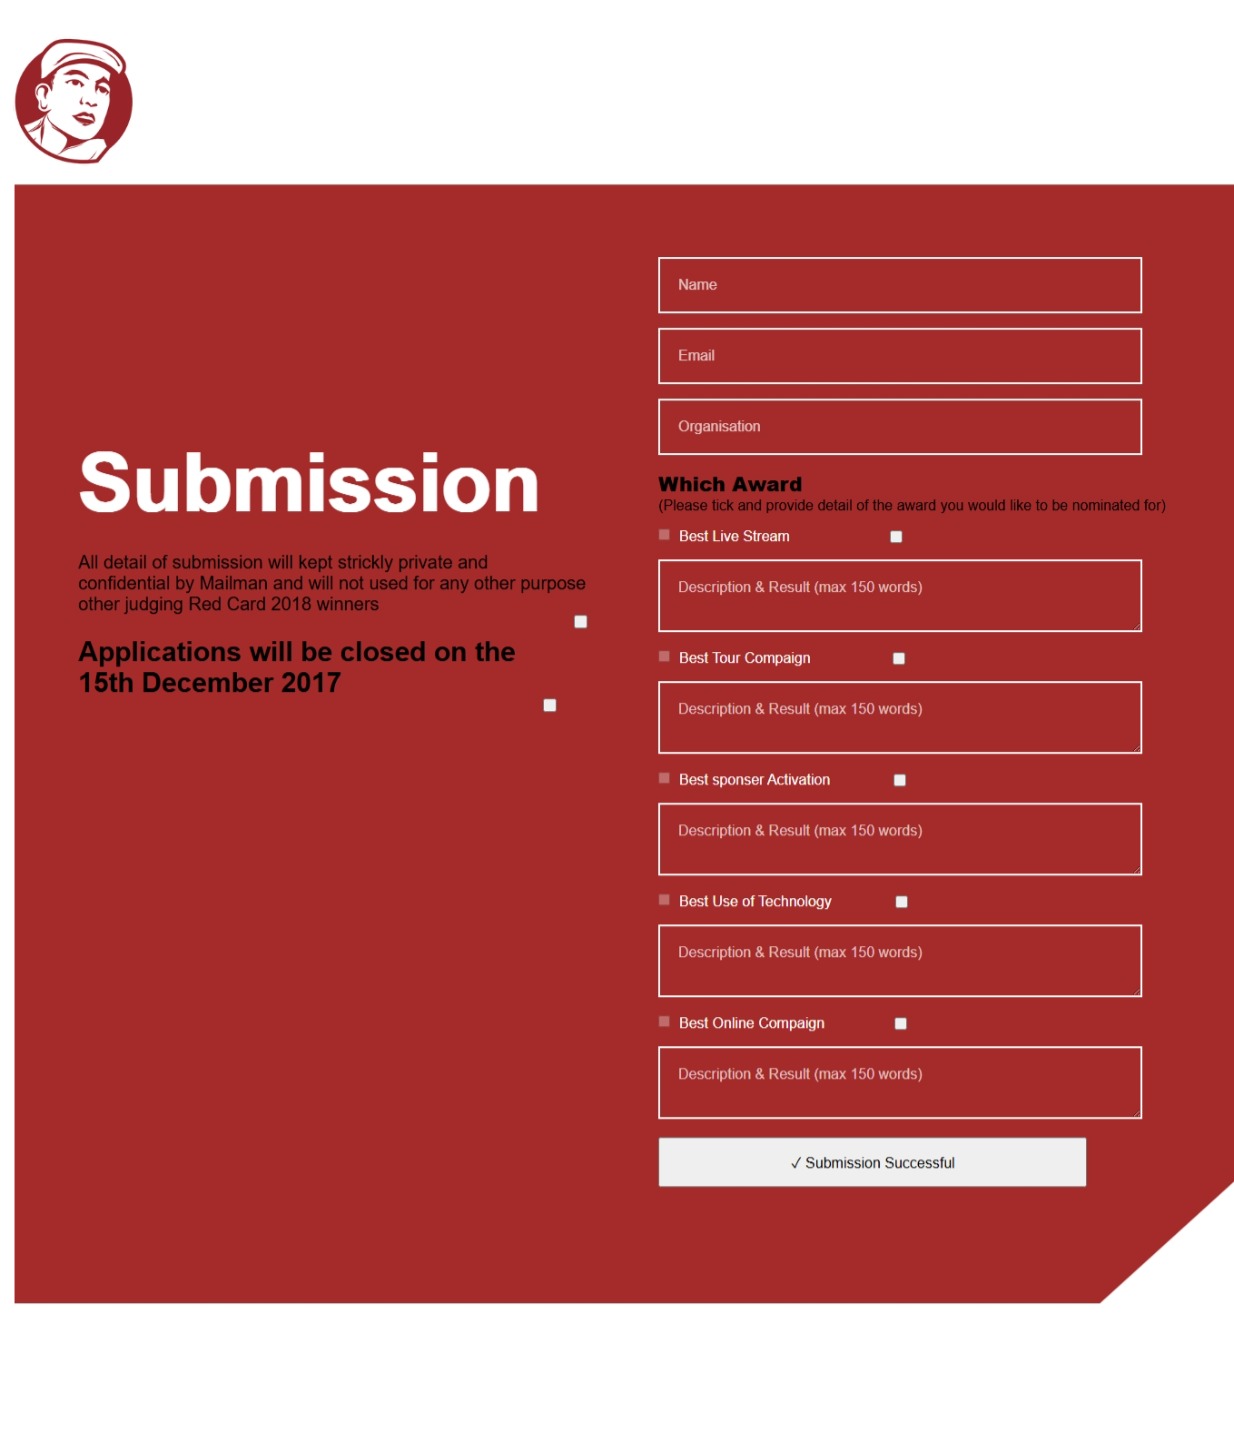 Submission
All detail of submission will kept strickly private and
confidential by Mailman and will not used for any other purpose
other judging Red Card 2018 winners
Applications will be closed on the
15th December 2017
Name
Email
Organisation
Which Award
(Please tick and provide detail of the award you would like to be nominated for)
Best Live Stream
Description & Result (max 150 words)
Best Tour Compaign
Description & Result (max 150 words)
Best sponser Activation
Description & Result (max 150 words)
Best Use of Technology
Description & Result (max 150 words)
Best Online Compaign
Description & Result (max 150 words)
✓ Submission Successful